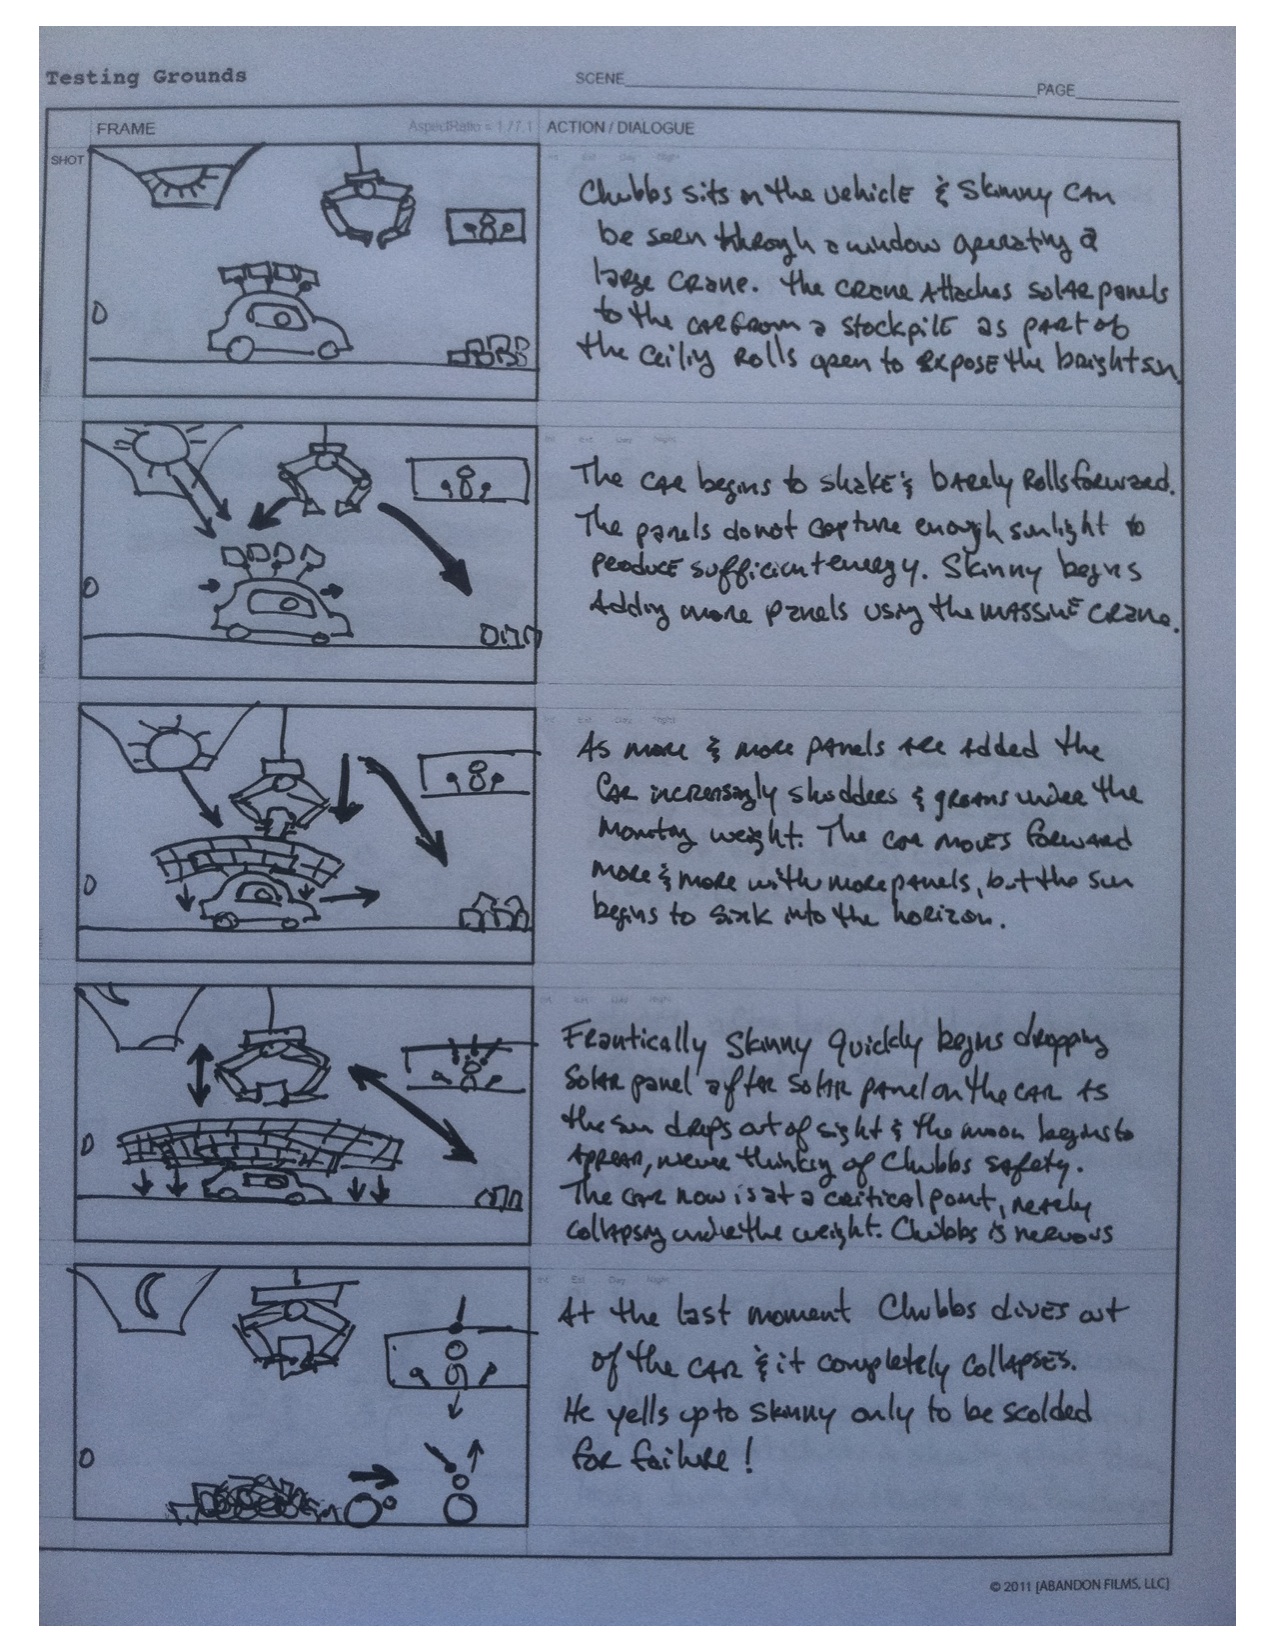 Testing Grounds
SCENE
PAGE
FRAME
AspectRatio = 1.77:1
ACTION / DIALOGUE
SHOT
Int Ext Day Night
Chubbs sits in the vehicle & Skinny can
be seen through a window operating a
large crane. The crane attaches solar panels
to the car from a stockpile as part of
the ceiling rolls open to expose the bright sun.
Int Ext Day Night
The car begins to shake & barely rolls forward.
The panels do not capture enough sunlight to
produce sufficient energy. Skinny begins
adding more panels using the massive crane.
Int Ext Day Night
As more & more panels are added the
car increasingly shudders & groans under the
mounting weight. The car moves forward
more & more with more panels, but the sun
begins to sink into the horizon.
Int Ext Day Night
Frantically Skinny quickly begins dropping
solar panel after solar panel on the car as
the sun drops out of sight & the moon begins to
appear, never thinking of Chubbs safety.
The car now is at a critical point, nearly
collapsing under the weight. Chubbs is nervous
Int Ext Day Night
At the last moment Chubbs dives out
of the car & it completely collapses.
He yells up to Skinny only to be scolded
for failure!
© 2011 [ABANDON FILMS, LLC]